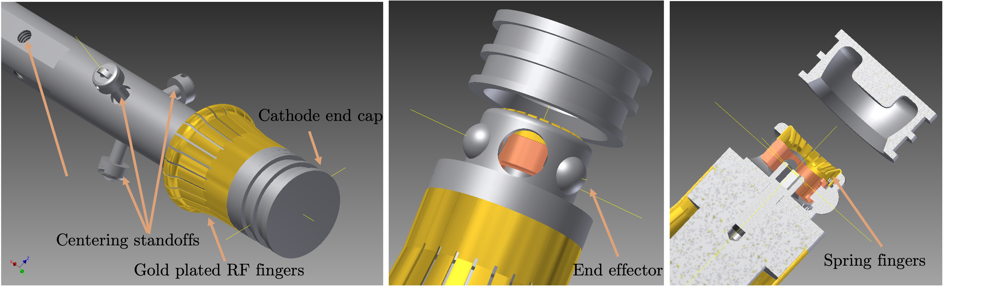 Cathode end cap
Centering standoffs
Gold plated RF fingers
X
Z
End effector
Spring fingers